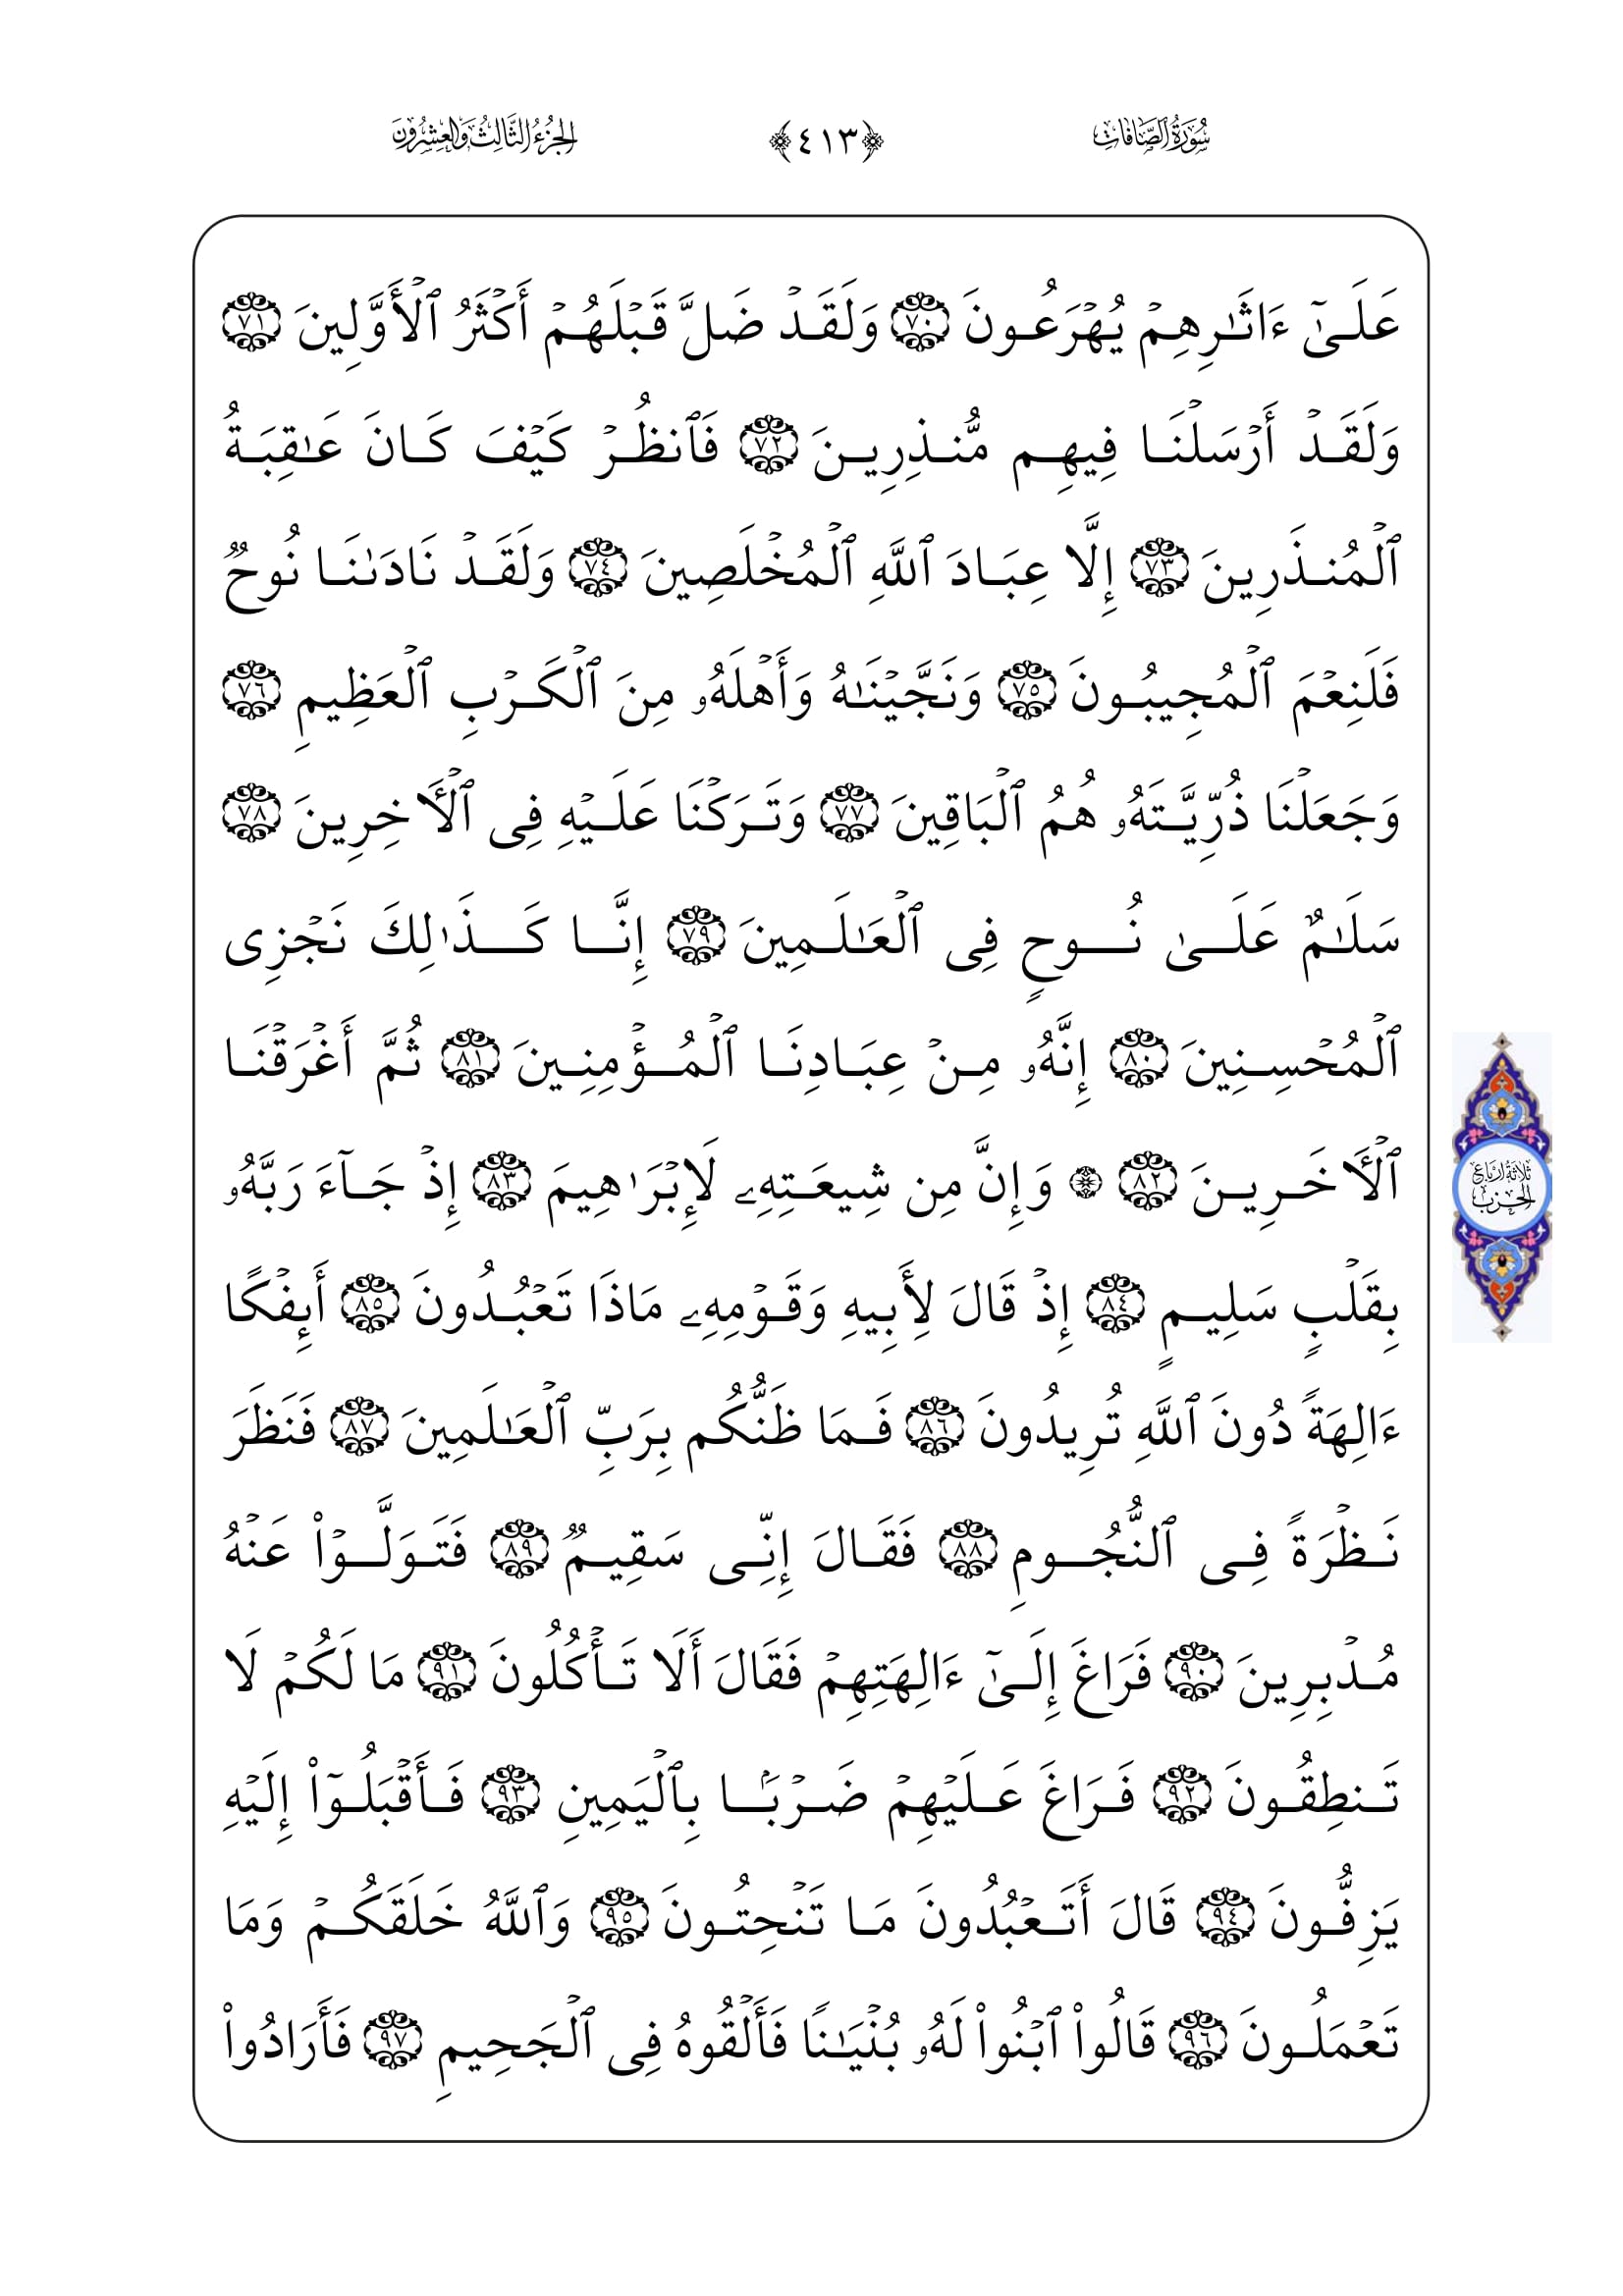 سُورَةُ الصَّافَّات ﴿٤١٣﴾ الجُزْءُ الثَّالِثُ وَالعِشْرُونَ
عَلَىٰٓ ءَاثَـٰرِهِمۡ يُهۡرَعُونَ ٧٠ وَلَقَدۡ ضَلَّ قَبۡلَهُمۡ أَكۡثَرُ ٱلۡأَوَّلِينَ ٧١
وَلَقَدۡ أَرۡسَلۡنَا فِيهِم مُّنذِرِينَ ٧٢ فَٱنظُرۡ كَيۡفَ كَانَ عَـٰقِبَةُ
ٱلۡمُنذَرِينَ ٧٣ إِلَّا عِبَادَ ٱللَّهِ ٱلۡمُخۡلَصِينَ ٧٤ وَلَقَدۡ نَادَىٰنَا نُوحٌ
فَلَنِعۡمَ ٱلۡمُجِيبُونَ ٧٥ وَنَجَّيۡنَـٰهُ وَأَهۡلَهُۥ مِنَ ٱلۡكَرۡبِ ٱلۡعَظِيمِ ٧٦
وَجَعَلۡنَا ذُرِّيَّتَهُۥ هُمُ ٱلۡبَاقِينَ ٧٧ وَتَرَكۡنَا عَلَيۡهِ فِى ٱلۡأٓخِرِينَ ٧٨
سَلَـٰمٌ عَلَىٰ نُوحٍ فِى ٱلۡعَـٰلَمِينَ ٧٩ إِنَّا كَذَٰلِكَ نَجۡزِى
ٱلۡمُحۡسِنِينَ ٨٠ إِنَّهُۥ مِنۡ عِبَادِنَا ٱلۡمُؤۡمِنِينَ ٨١ ثُمَّ أَغۡرَقۡنَا
ٱلۡأٓخَرِينَ ٨٢ ۞ وَإِنَّ مِن شِيعَتِهِۦ لَإِبۡرَٰهِيمَ ٨٣ إِذۡ جَآءَ رَبَّهُۥ
ثَلَاثَةُ أَرْبَاعِ
الحِزْب
بِقَلۡبٍ سَلِيمٍ ٨٤ إِذۡ قَالَ لِأَبِيهِ وَقَوۡمِهِۦ مَاذَا تَعۡبُدُونَ ٨٥ أَئِفۡكًا
ءَالِهَةً دُونَ ٱللَّهِ تُرِيدُونَ ٨٦ فَمَا ظَنُّكُم بِرَبِّ ٱلۡعَـٰلَمِينَ ٨٧ فَنَظَرَ
نَظۡرَةً فِى ٱلنُّجُومِ ٨٨ فَقَالَ إِنِّى سَقِيمٌ ٨٩ فَتَوَلَّوۡاْ عَنۡهُ
مُدۡبِرِينَ ٩٠ فَرَاغَ إِلَىٰٓ ءَالِهَتِهِمۡ فَقَالَ أَلَا تَأۡكُلُونَ ٩١ مَا لَكُمۡ لَا
تَنطِقُونَ ٩٢ فَرَاغَ عَلَيۡهِمۡ ضَرۡبَۢا بِٱلۡيَمِينِ ٩٣ فَأَقۡبَلُوٓاْ إِلَيۡهِ
يَزِفُّونَ ٩٤ قَالَ أَتَعۡبُدُونَ مَا تَنۡحِتُونَ ٩٥ وَٱللَّهُ خَلَقَكُمۡ وَمَا
تَعۡمَلُونَ ٩٦ قَالُواْ ٱبۡنُواْ لَهُۥ بُنۡيَـٰنًا فَأَلۡقُوهُ فِى ٱلۡجَحِيمِ ٩٧ فَأَرَادُواْ